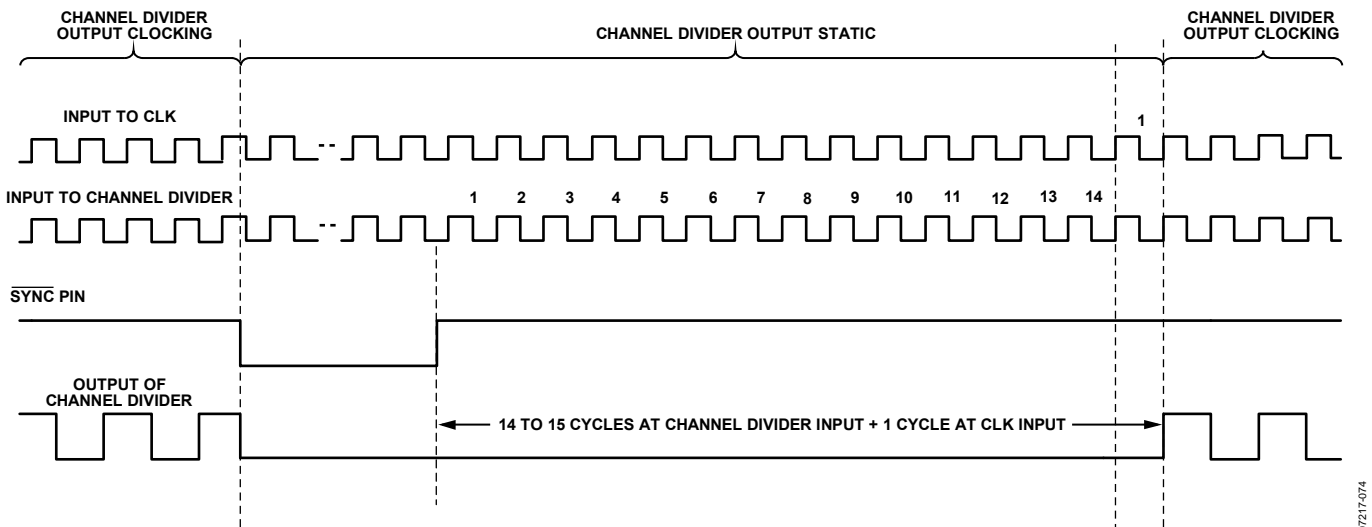 CHANNEL DIVIDER
OUTPUT CLOCKING
CHANNEL DIVIDER OUTPUT STATIC
CHANNEL DIVIDER
OUTPUT CLOCKING
INPUT TO CLK
1
INPUT TO CHANNEL DIVIDER
1 2 3 4 5 6 7 8 9 10 11 12 13 14
SYNC PIN
OUTPUT OF
CHANNEL DIVIDER
14 TO 15 CYCLES AT CHANNEL DIVIDER INPUT + 1 CYCLE AT CLK INPUT
07217-074